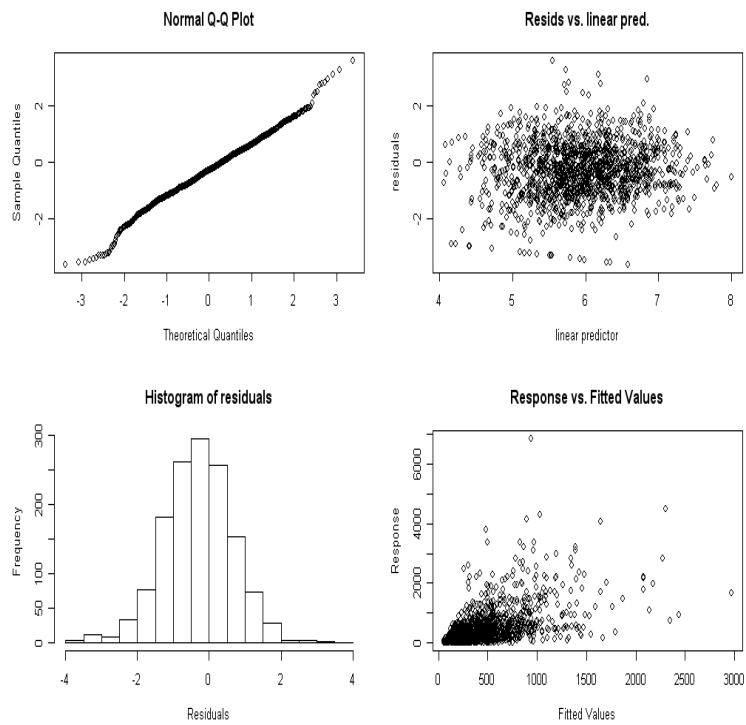 Normal Q-Q Plot
Sample Quantiles
2
0
-2
-3 -2 -1 0 1 2 3
Theoretical Quantiles
Resids vs. linear pred.
residuals
2
0
-2
4 5 6 7 8
linear predictor
Histogram of residuals
Frequency
300
200
100
50
0
-4 -2 0 2 4
Residuals
Response vs. Fitted Values
Response
6000
4000
2000
0
0 500 1000 1500 2000 2500 3000
Fitted Values